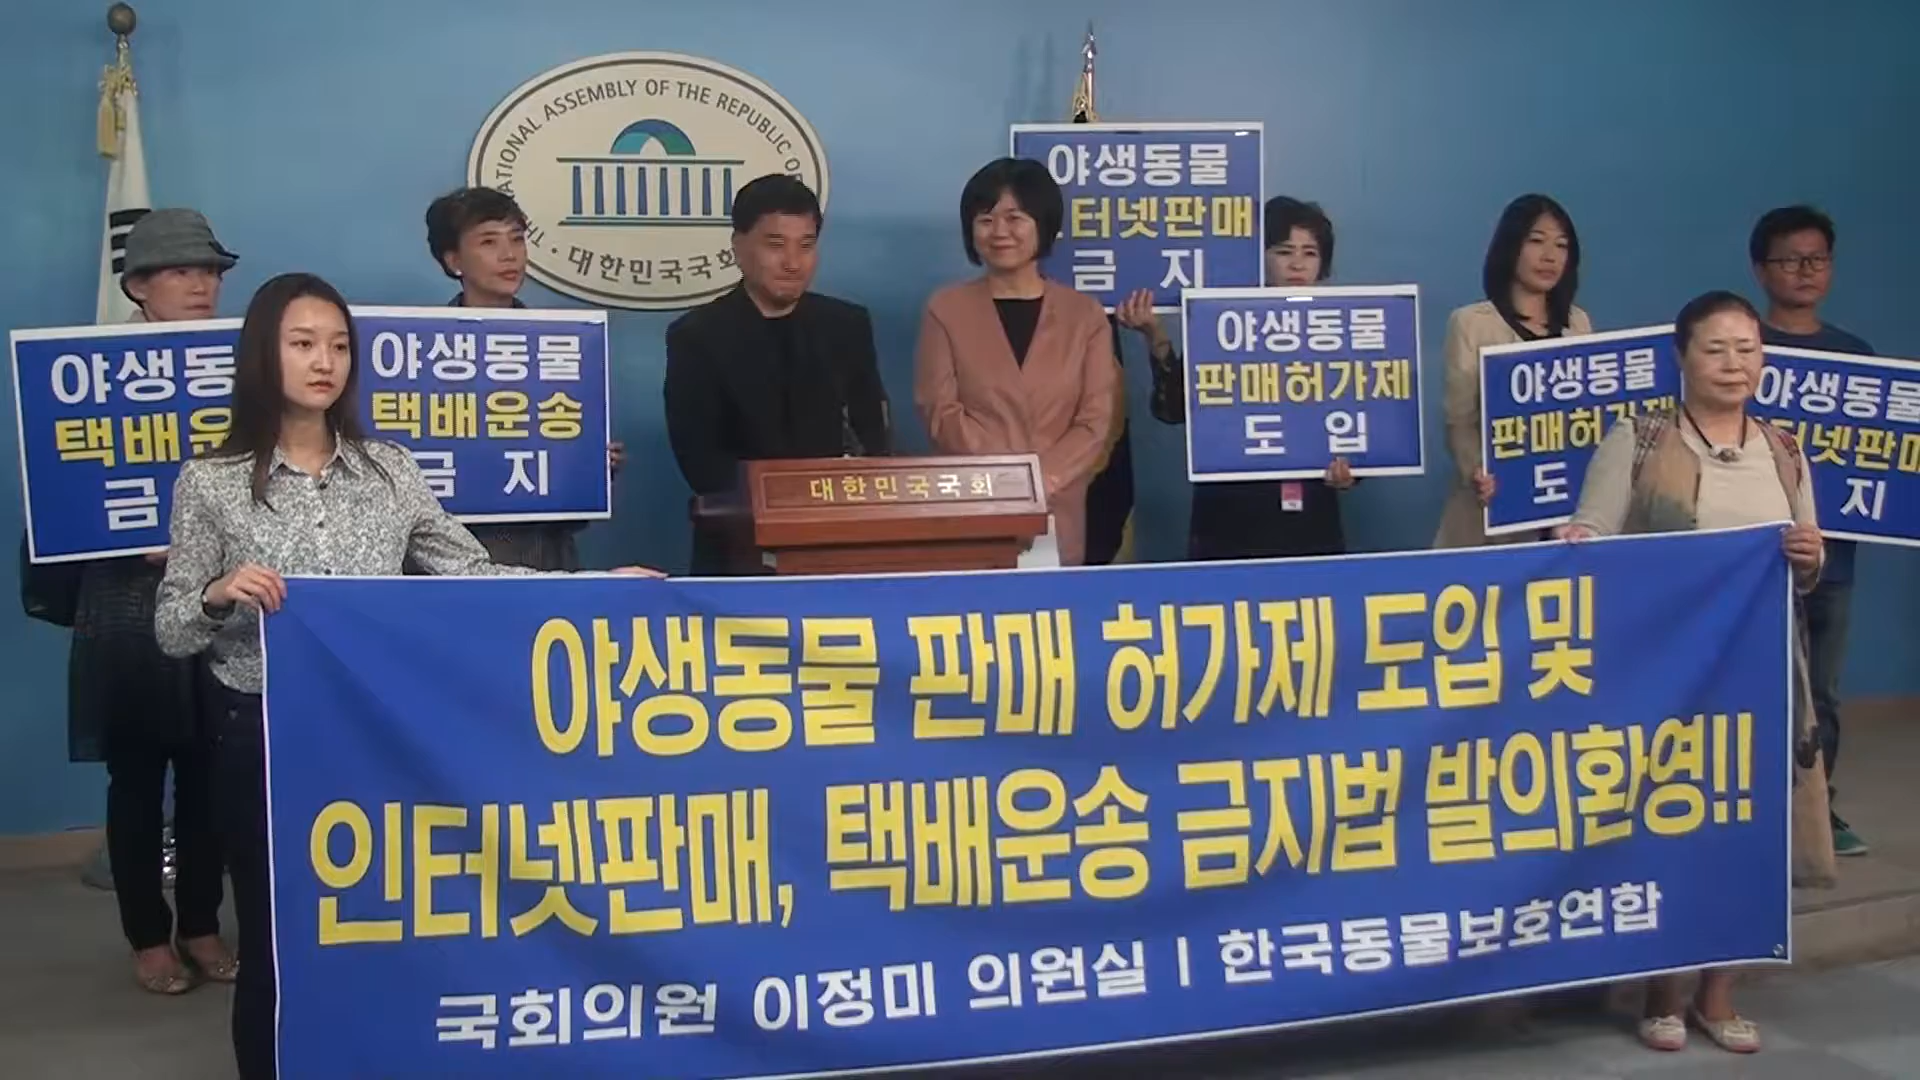 THE NATIONAL ASSEMBLY OF THE REPUBLIC OF
대한민국국회
야생동물
인터넷판매
금 지
야생동
택배운
금
야생동물
택배운송
금 지
야생동물
판매허가제
도 입
야생동물
판매허가제
도
야생동물
터넷판매
지
대한민국국회
야생동물 판매 허가제 도입 및
인터넷판매, 택배운송 금지법 발의환영!!
국회의원 이정미 의원실 | 한국동물보호연합